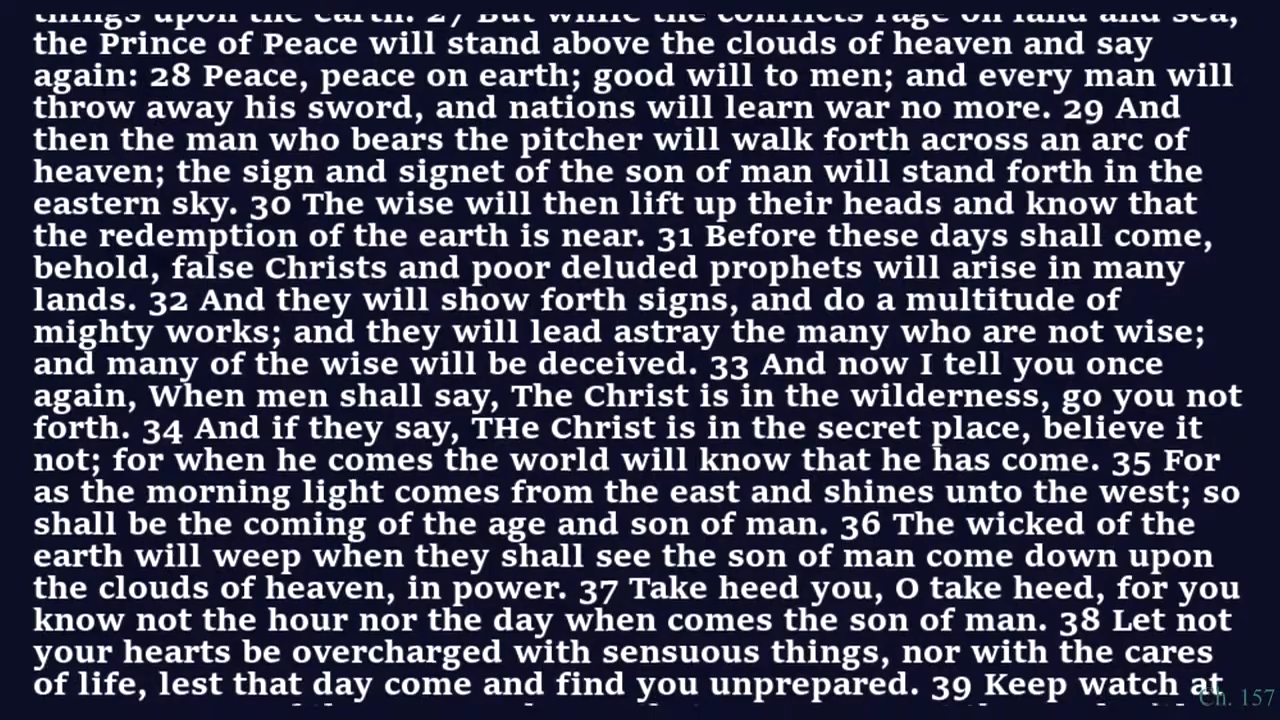 things upon the earth. 27 But while the conflicts rage on land and sea,
the Prince of Peace will stand above the clouds of heaven and say
again: 28 Peace, peace on earth; good will to men; and every man will
throw away his sword, and nations will learn war no more. 29 And
then the man who bears the pitcher will walk forth across an arc of
heaven; the sign and signet of the son of man will stand forth in the
eastern sky. 30 The wise will then lift up their heads and know that
the redemption of the earth is near. 31 Before these days shall come,
behold, false Christs and poor deluded prophets will arise in many
lands. 32 And they will show forth signs, and do a multitude of
mighty works; and they will lead astray the many who are not wise;
and many of the wise will be deceived. 33 And now I tell you once
again, When men shall say, The Christ is in the wilderness, go you not
forth. 34 And if they say, THe Christ is in the secret place, believe it
not; for when he comes the world will know that he has come. 35 For
as the morning light comes from the east and shines unto the west; so
shall be the coming of the age and son of man. 36 The wicked of the
earth will weep when they shall see the son of man come down upon
the clouds of heaven, in power. 37 Take heed you, O take heed, for you
know not the hour nor the day when comes the son of man. 38 Let not
your hearts be overcharged with sensuous things, nor with the cares
of life, lest that day come and find you unprepared. 39 Keep watch at
Ch. 157